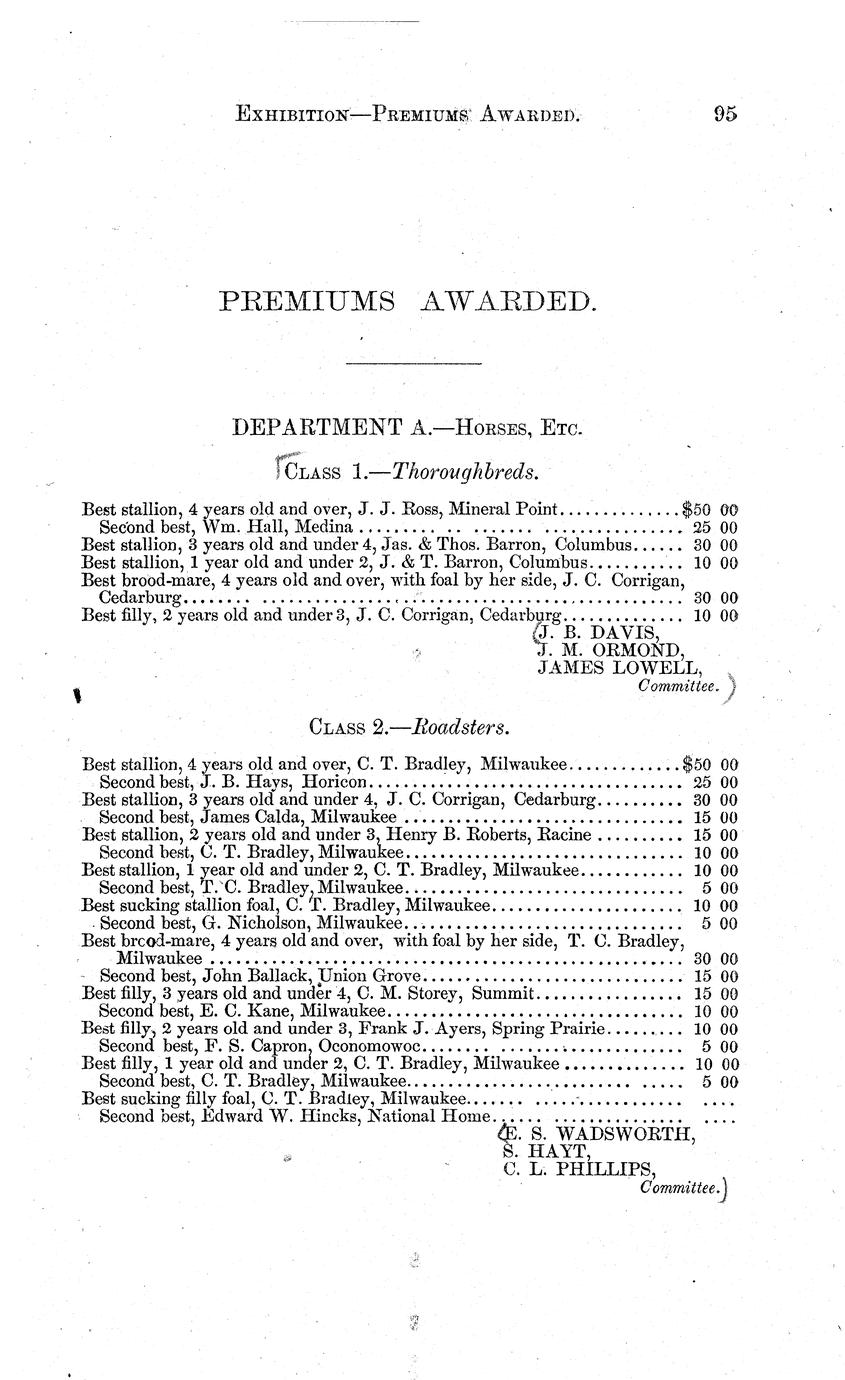 EXHIBITION—PREMIUMS AWARDED. 95
PREMIUMS AWARDED.
DEPARTMENT A.—HORSES, ETC.
CLASS 1.—Thoroughbreds.
Best stallion, 4 years old and over, J. J. Ross, Mineral Point..............$50 00
Second best, Wm. Hall, Medina ......... .. ....... ................. 25 00
Best stallion, 3 years old and under 4, Jas. & Thos. Barron, Columbus...... 30 00
Best stallion, 1 year old and under 2, J. & T. Barron, Columbus........... 10 00
Best brood-mare, 4 years old and over, with foal by her side, J. C. Corrigan,
Cedarburg....... .................................................... 30 00
Best filly, 2 years old and under 3, J. C. Corrigan, Cedarburg.............. 10 00
J. B. DAVIS,
J. M. ORMOND,
JAMES LOWELL,
Committee.
CLASS 2.—Roadsters.
Best stallion, 4 years old and over, C. T. Bradley, Milwaukee.............$50 00
Second best, J. B. Hays, Horicon................................... 25 00
Best stallion, 3 years old and under 4, J. C. Corrigan, Cedarburg.......... 30 00
Second best, James Calda, Milwaukee ............................... 15 00
Best stallion, 2 years old and under 3, Henry B. Roberts, Racine .......... 15 00
Second best, C. T. Bradley, Milwaukee............................... 10 00
Best stallion, 1 year old and under 2, C. T. Bradley, Milwaukee............ 10 00
Second best, T. C. Bradley, Milwaukee............................... 5 00
Best sucking stallion foal, C. T. Bradley, Milwaukee...................... 10 00
Second best, G. Nicholson, Milwaukee............................... 5 00
Best brood-mare, 4 years old and over, with foal by her side, T. C. Bradley,
Milwaukee ..................................................... 30 00
Second best, John Ballack, Union Grove............................. 15 00
Best filly, 3 years old and under 4, C. M. Storey, Summit................. 15 00
Second best, E. C. Kane, Milwaukee................................. 10 00
Best filly, 2 years old and under 3, Frank J. Ayers, Spring Prairie......... 10 00
Second best, F. S. Capron, Oconomowoc........ .................... 5 00
Best filly, 1 year old and under 2, C. T. Bradley, Milwaukee .............. 10 00
Second best, C. T. Bradley, Milwaukee......................... ..... 5 00
Best sucking filly foal, C. T. Bradley, Milwaukee....... ................. ....
Second best, Edward W. Hincks, National Home...... ............... ....
E. S. WADSWORTH,
S. HAYT,
C. L. PHILLIPS,
Committee.